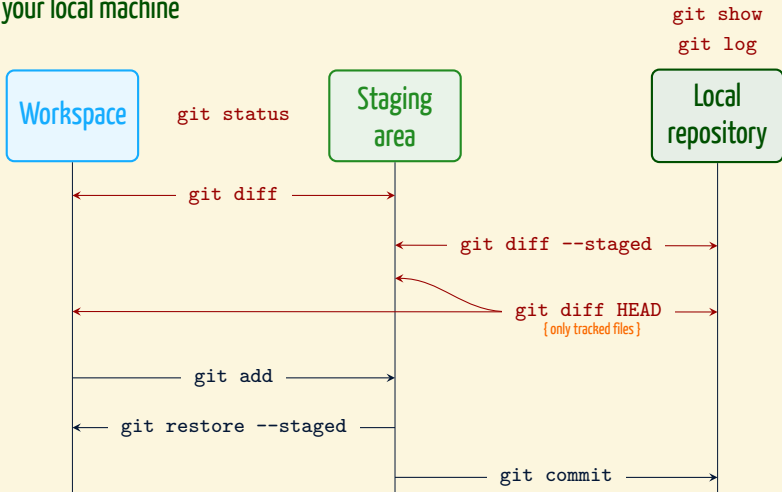 your local machine
git show
git log
Workspace
git status
Staging
area
Local
repository
git diff
git diff --staged
git diff HEAD
{ only tracked files }
git add
git restore --staged
git commit